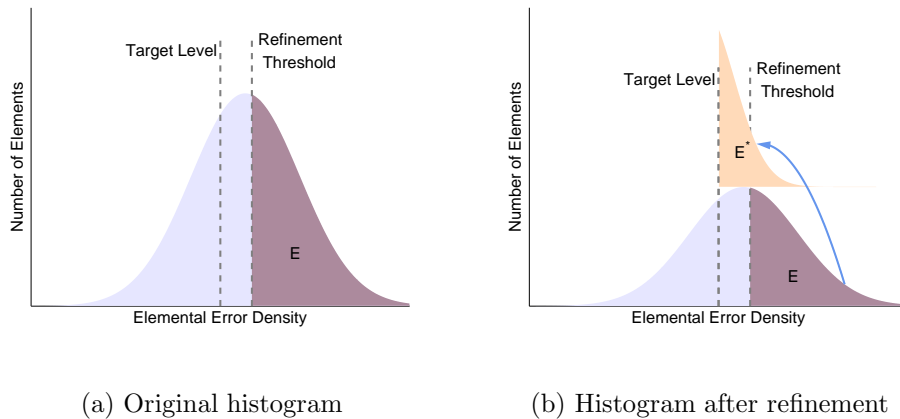 Number of Elements
Target Level
Refinement
Threshold
E
Elemental Error Density
(a) Original histogram
Number of Elements
Target Level
Refinement
Threshold
E*
E
Elemental Error Density
(b) Histogram after refinement